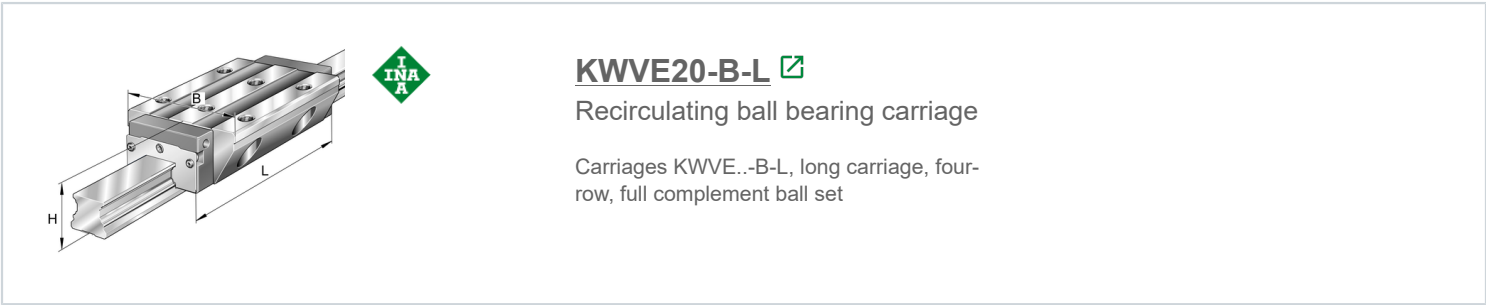 B
L
H
I
INA
A
KWVE20-B-L
Recirculating ball bearing carriage
Carriages KWVE..-B-L, long carriage, four-
row, full complement ball set